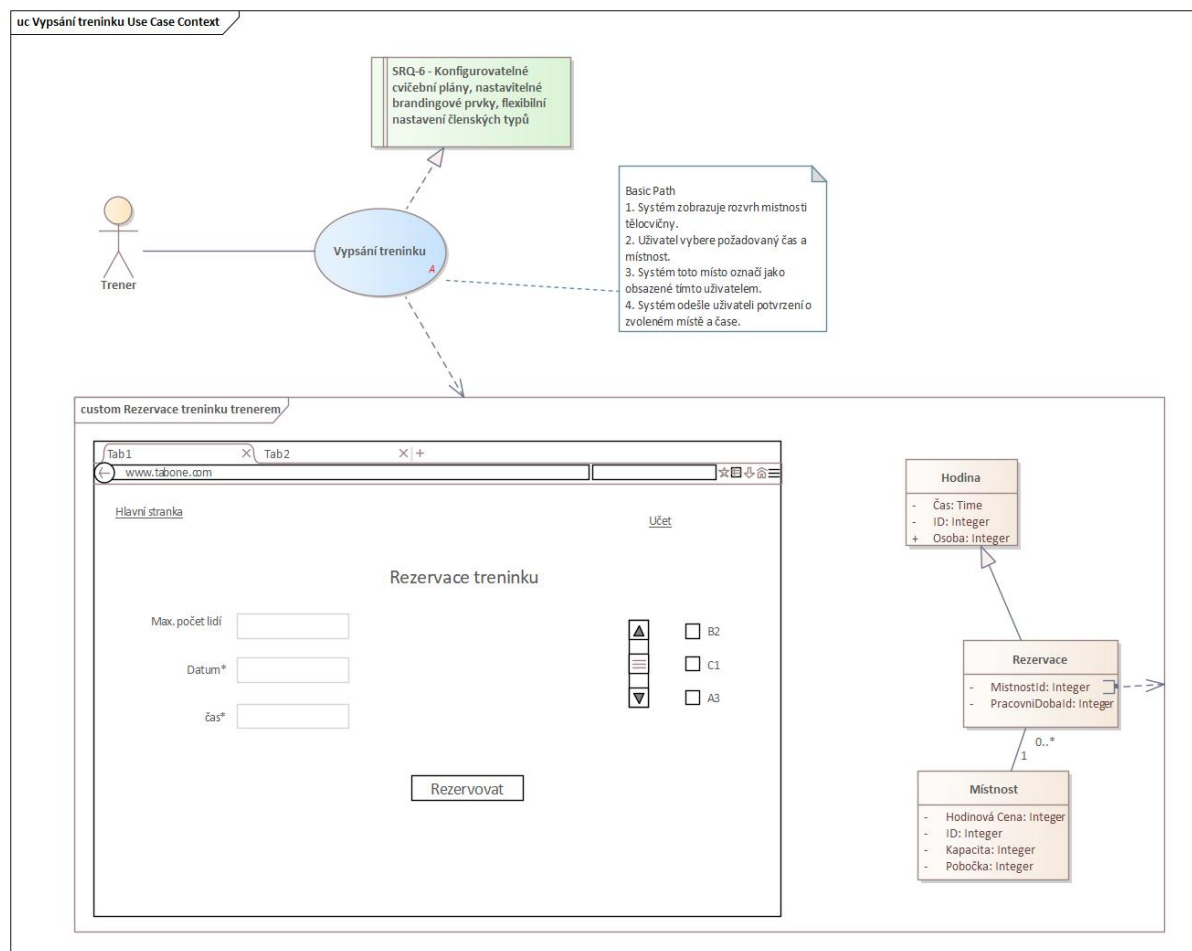 uc Vypsání treninku Use Case Context
SRQ-6 - Konfigurovatelné
cvičební plány, nastavitelné
brandingové prvky, flexibilní
nastavení členských typů
Basic Path
1. Systém zobrazuje rozvrh mistnosti
tělocvičny.
2. Uživatel vybere požadovaný čas a
místnost.
3. Systém toto místo označí jako
obsazené tímto uživatelem.
4. Systém odešle uživateli potvrzení o
zvoleném místě a čase.
Vypsání treninku
A
Trener
custom Rezervace treninku trenerem
Tab1
Tab2
www.tabone.com
Hlavní stranka
Učet
Rezervace treninku
Max. počet lidí
Datum*
čas*
B2
C1
A3
Rezervovat
Hodina
- Čas: Time
- ID: Integer
+ Osoba: Integer
Rezervace
- MistnostId: Integer
- PracovniDobaId: Integer
0..*
1
Místnost
- Hodinová Cena: Integer
- ID: Integer
- Kapacita: Integer
- Pobočka: Integer